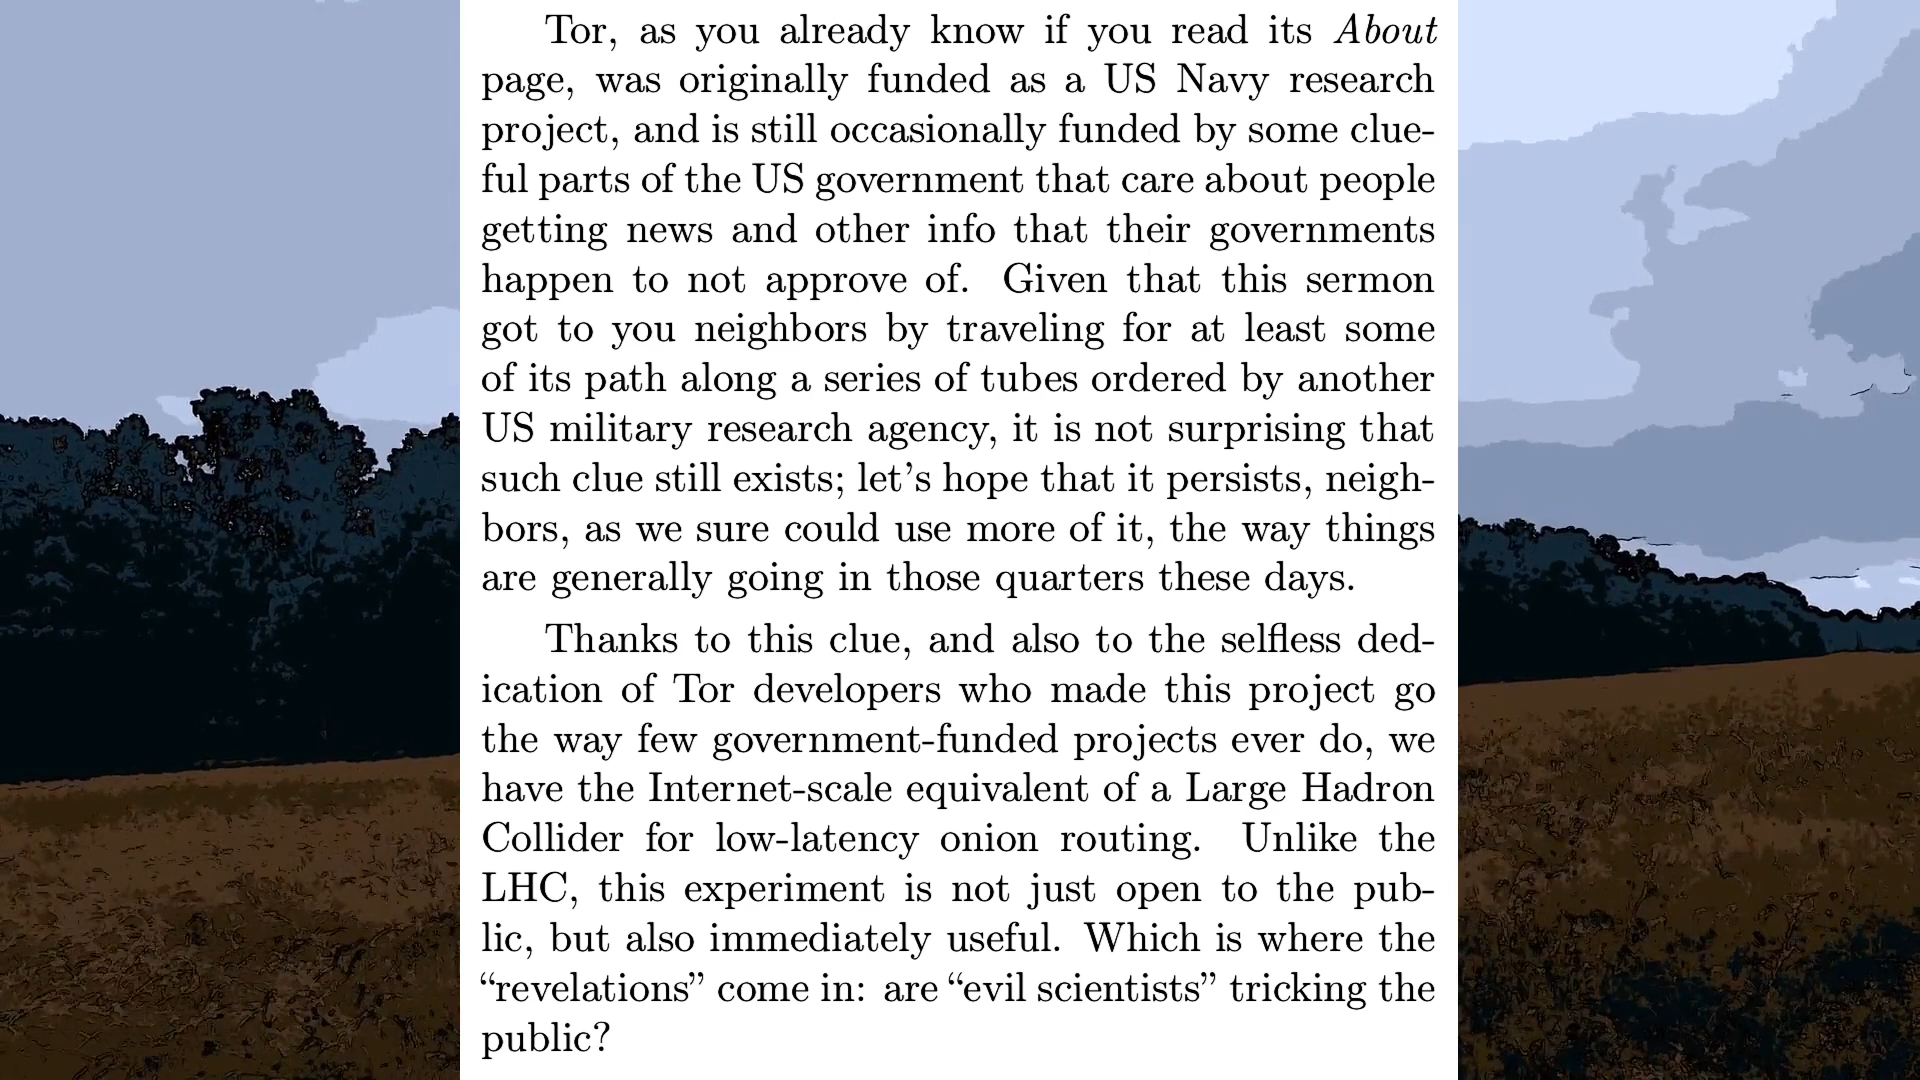 Tor, as you already know if you read its About
page, was originally funded as a US Navy research
project, and is still occasionally funded by some clue-
ful parts of the US government that care about people
getting news and other info that their governments
happen to not approve of. Given that this sermon
got to you neighbors by traveling for at least some
of its path along a series of tubes ordered by another
US military research agency, it is not surprising that
such clue still exists; let's hope that it persists, neigh-
bors, as we sure could use more of it, the way things
are generally going in those quarters these days.
Thanks to this clue, and also to the selfless ded-
ication of Tor developers who made this project go
the way few government-funded projects ever do, we
have the Internet-scale equivalent of a Large Hadron
Collider for low-latency onion routing. Unlike the
LHC, this experiment is not just open to the pub-
lic, but also immediately useful. Which is where the
“revelations” come in: are “evil scientists” tricking the
public?